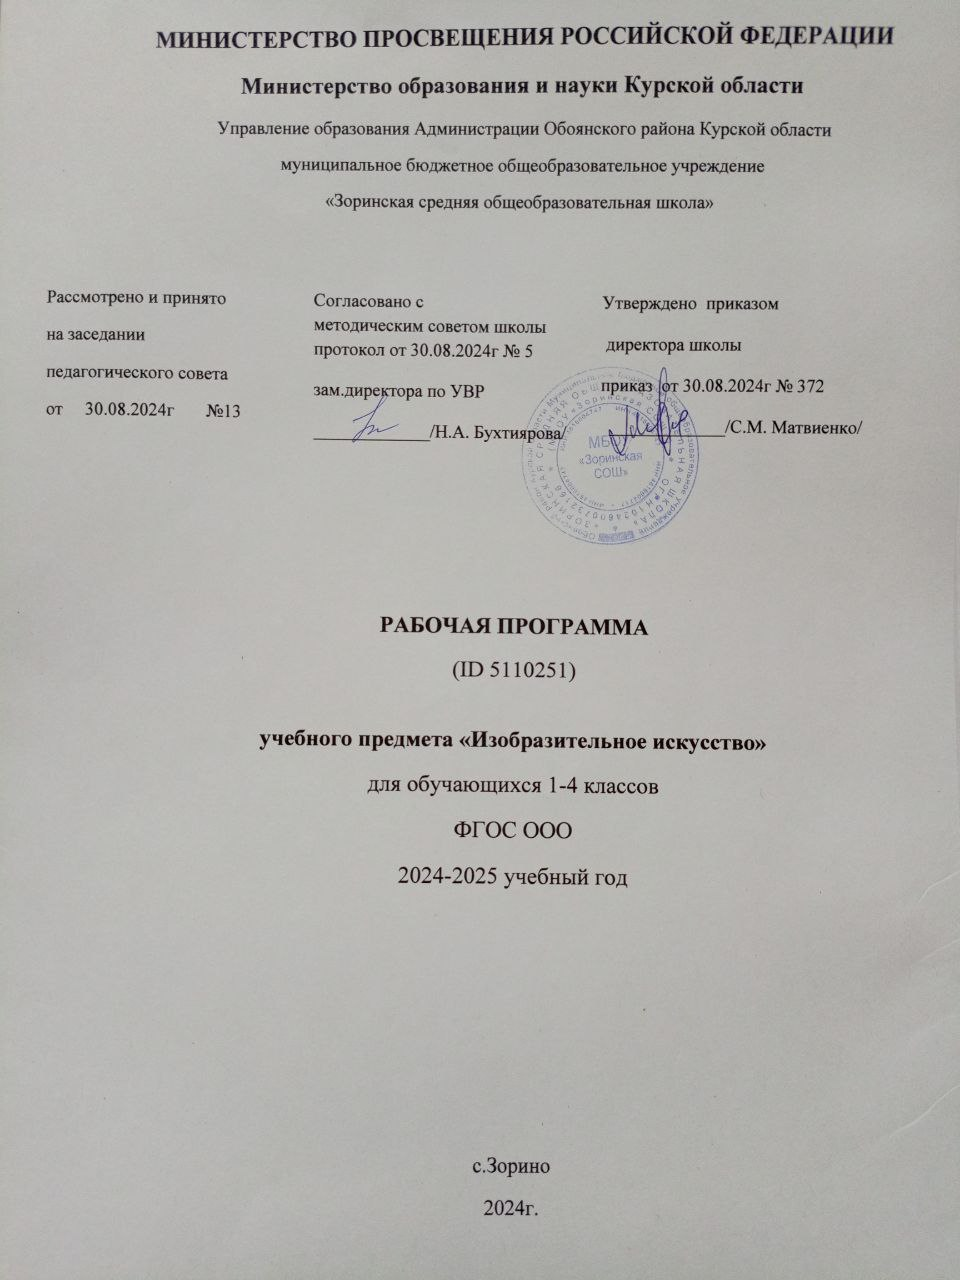 МИНИСТЕРСТВО ПРОСВЕЩЕНИЯ РОССИЙСКОЙ ФЕДЕРАЦИИ
Министерство образования и науки Курской области
Управление образования Администрации Обоянского района Курской области
муниципальное бюджетное общеобразовательное учреждение
«Зоринская средняя общеобразовательная школа»
Рассмотрено и принято
на заседании
педагогического совета
от 30.08.2024г №13
Согласовано с
методическим советом школы
протокол от 30.08.2024г № 5
зам.директора по УВР
/Н.А. Бухтиярова/
Утверждено приказом
директора школы
приказ от 30.08.2024г № 372
/С.М. Матвиенко/
МБОУ
«Зоринская
СОШ»
РАБОЧАЯ ПРОГРАММА
(ID 5110251)
учебного предмета «Изобразительное искусство»
для обучающихся 1-4 классов
ФГОС ООО
2024-2025 учебный год
с.Зорино
2024г.